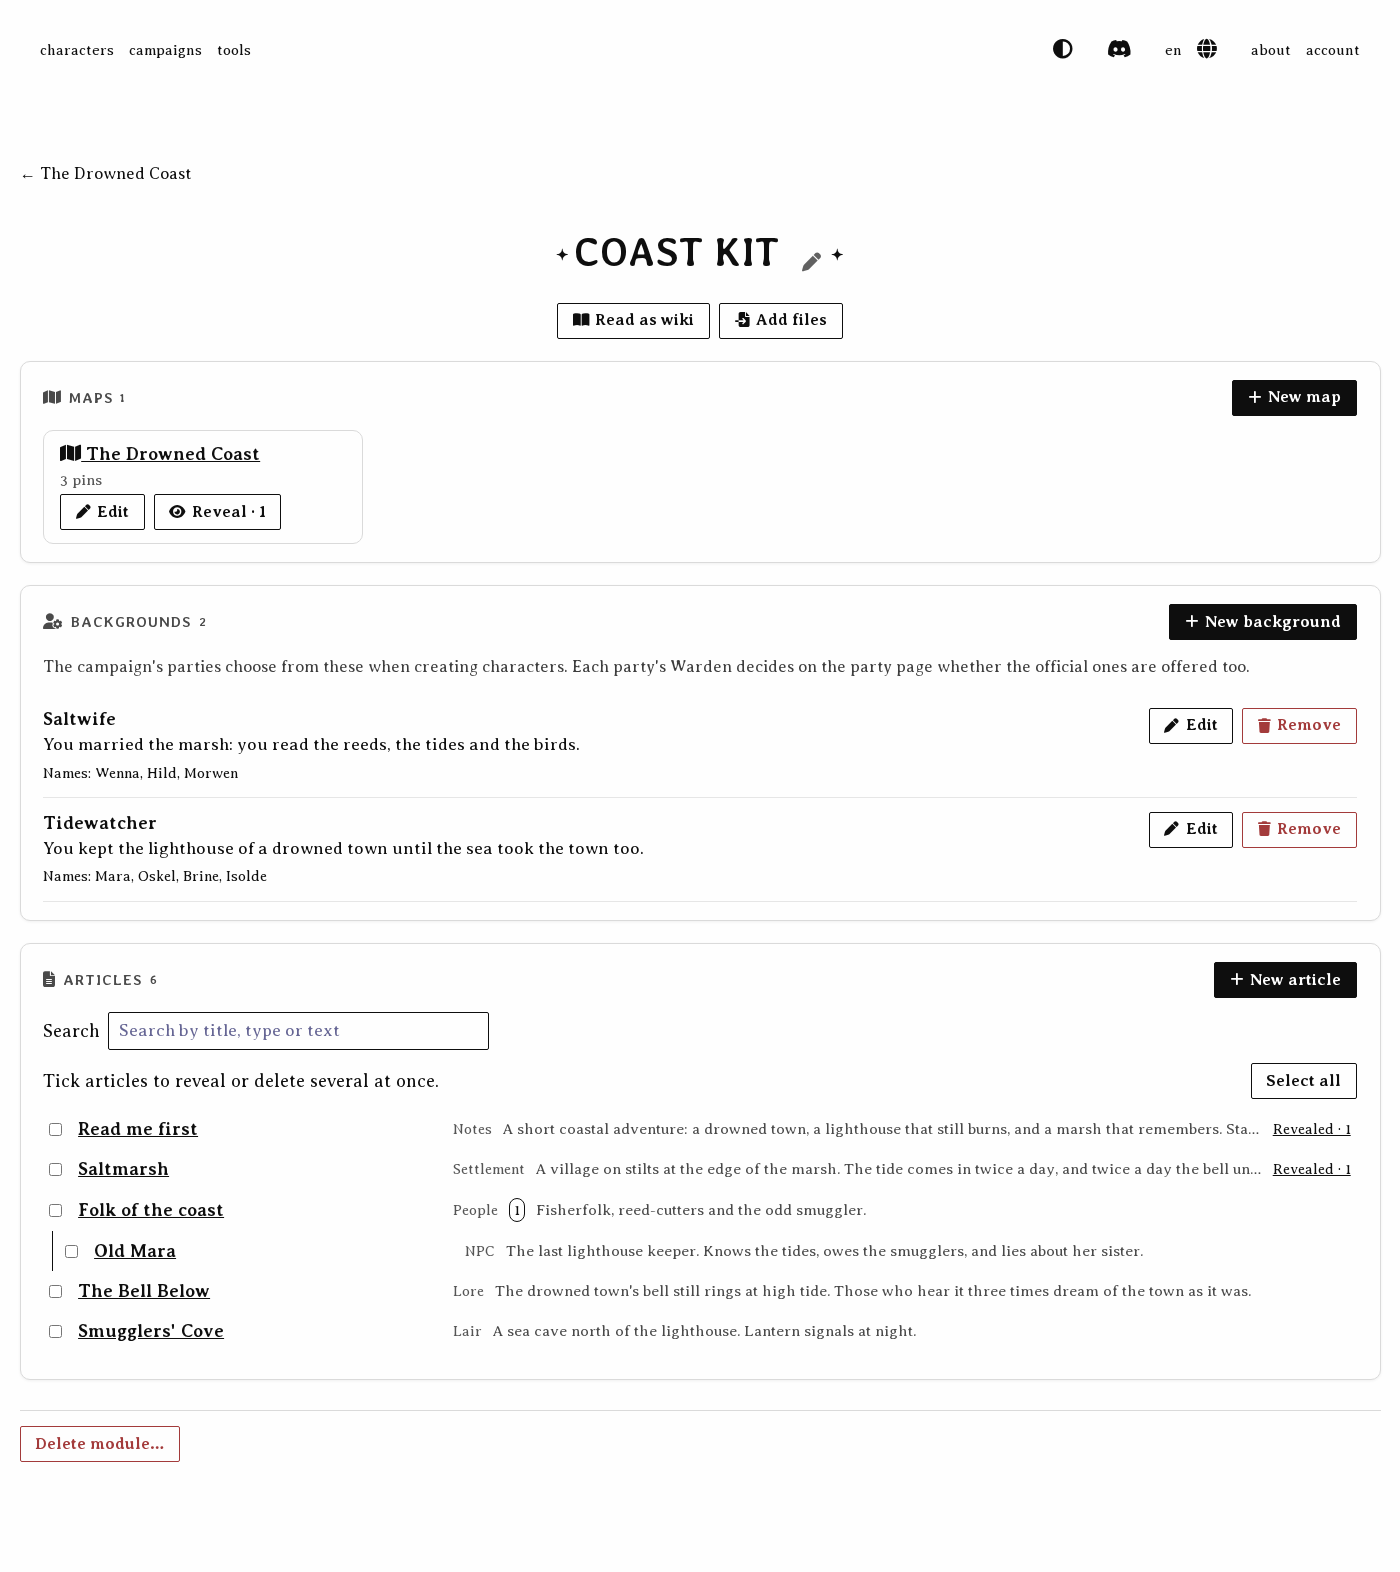 characters campaigns tools en about account
← The Drowned Coast
✦ COAST KIT ✦
Read as wiki Add files
MAPS 1 + New map
The Drowned Coast
3 pins
Edit Reveal · 1
BACKGROUNDS 2 + New background
The campaign's parties choose from these when creating characters. Each party's Warden decides on the party page whether the official ones are offered too.
Saltwife Edit Remove
You married the marsh: you read the reeds, the tides and the birds.
Names: Wenna, Hild, Morwen
Tidewatcher Edit Remove
You kept the lighthouse of a drowned town until the sea took the town too.
Names: Mara, Oskel, Brine, Isolde
ARTICLES 6 + New article
Search Search by title, type or text
Tick articles to reveal or delete several at once. Select all
Read me first Notes A short coastal adventure: a drowned town, a lighthouse that still burns, and a marsh that remembers. Sta... Revealed · 1
Saltmarsh Settlement A village on stilts at the edge of the marsh. The tide comes in twice a day, and twice a day the bell un... Revealed · 1
Folk of the coast People 1 Fisherfolk, reed-cutters and the odd smuggler.
Old Mara NPC The last lighthouse keeper. Knows the tides, owes the smugglers, and lies about her sister.
The Bell Below Lore The drowned town's bell still rings at high tide. Those who hear it three times dream of the town as it was.
Smugglers' Cove Lair A sea cave north of the lighthouse. Lantern signals at night.
Delete module...